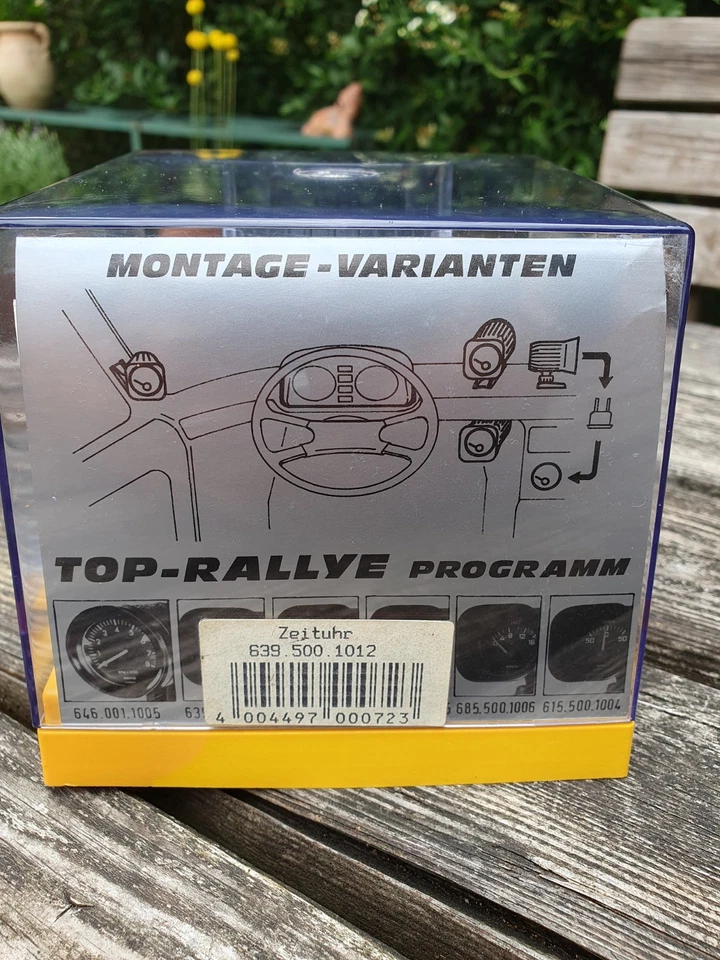 MONTAGE-VARIANTEN
TOP-RALLYE PROGRAMM
Zeituhr
639.500.1012
4 004497 000723
646.001.1005
685.500.1006
615.500.1004